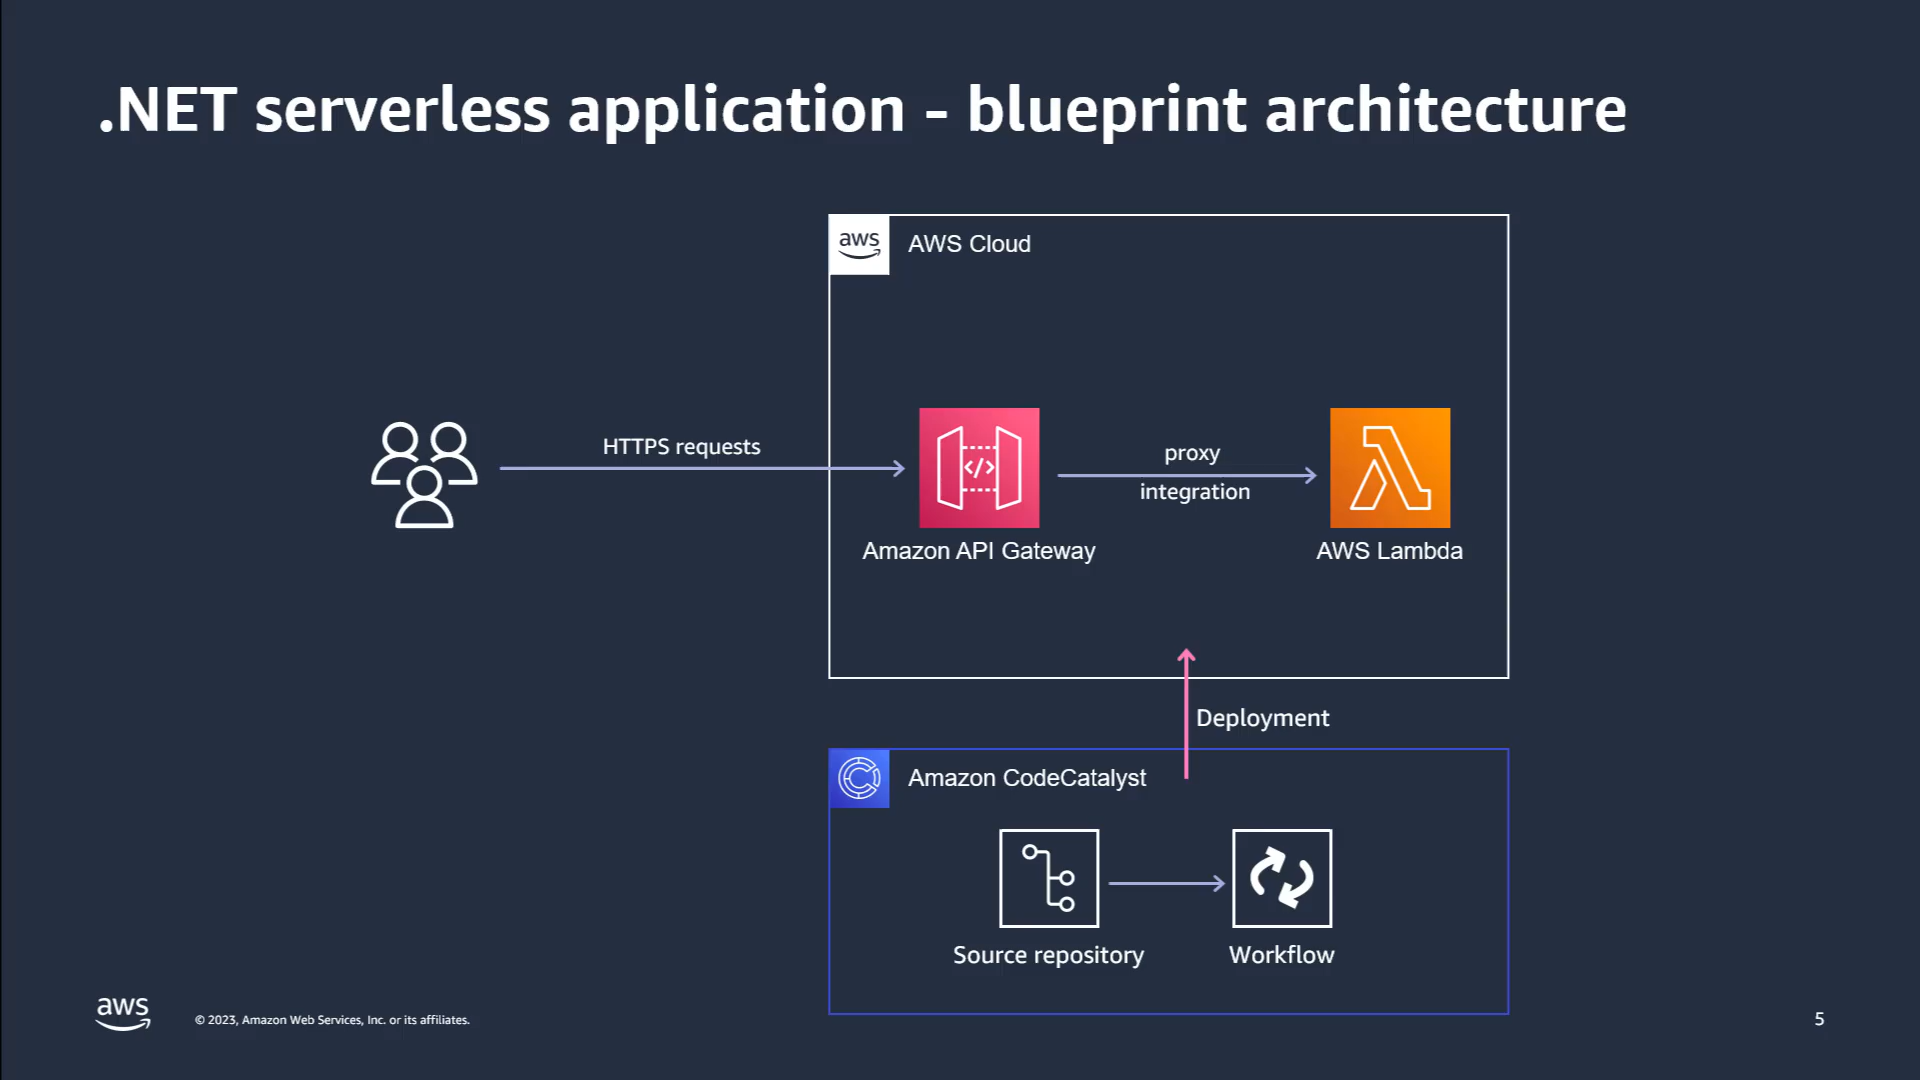 .NET serverless application - blueprint architecture
aws
AWS Cloud
HTTPS requests
</>
proxy
integration
Amazon API Gateway
AWS Lambda
Deployment
Amazon CodeCatalyst
Source repository
Workflow
aws
© 2023, Amazon Web Services, Inc. or its affiliates.
5